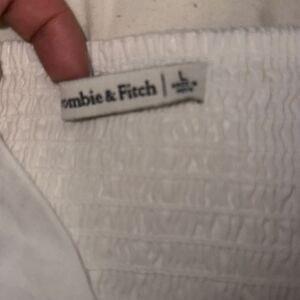 ombie & Fitch | L